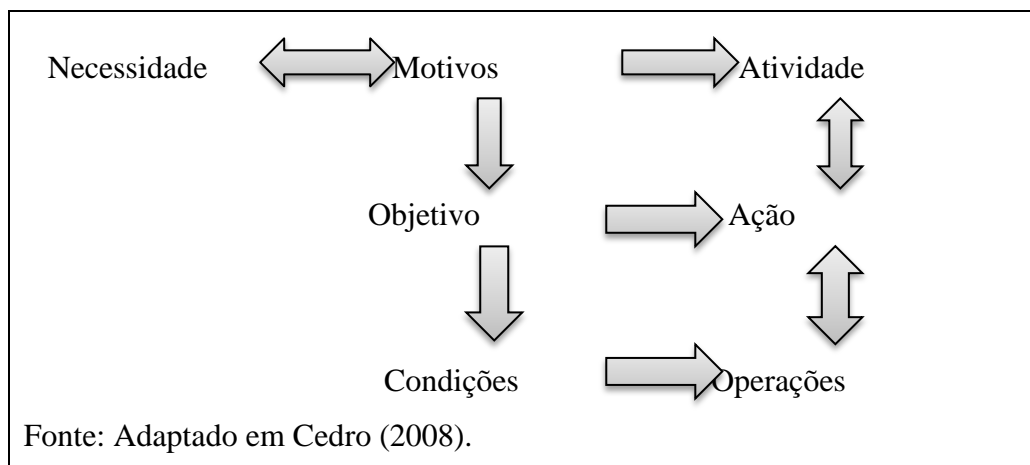 Necessidade Motivos Atividade
Objetivo Ação
Condições Operações
Fonte: Adaptado em Cedro (2008).